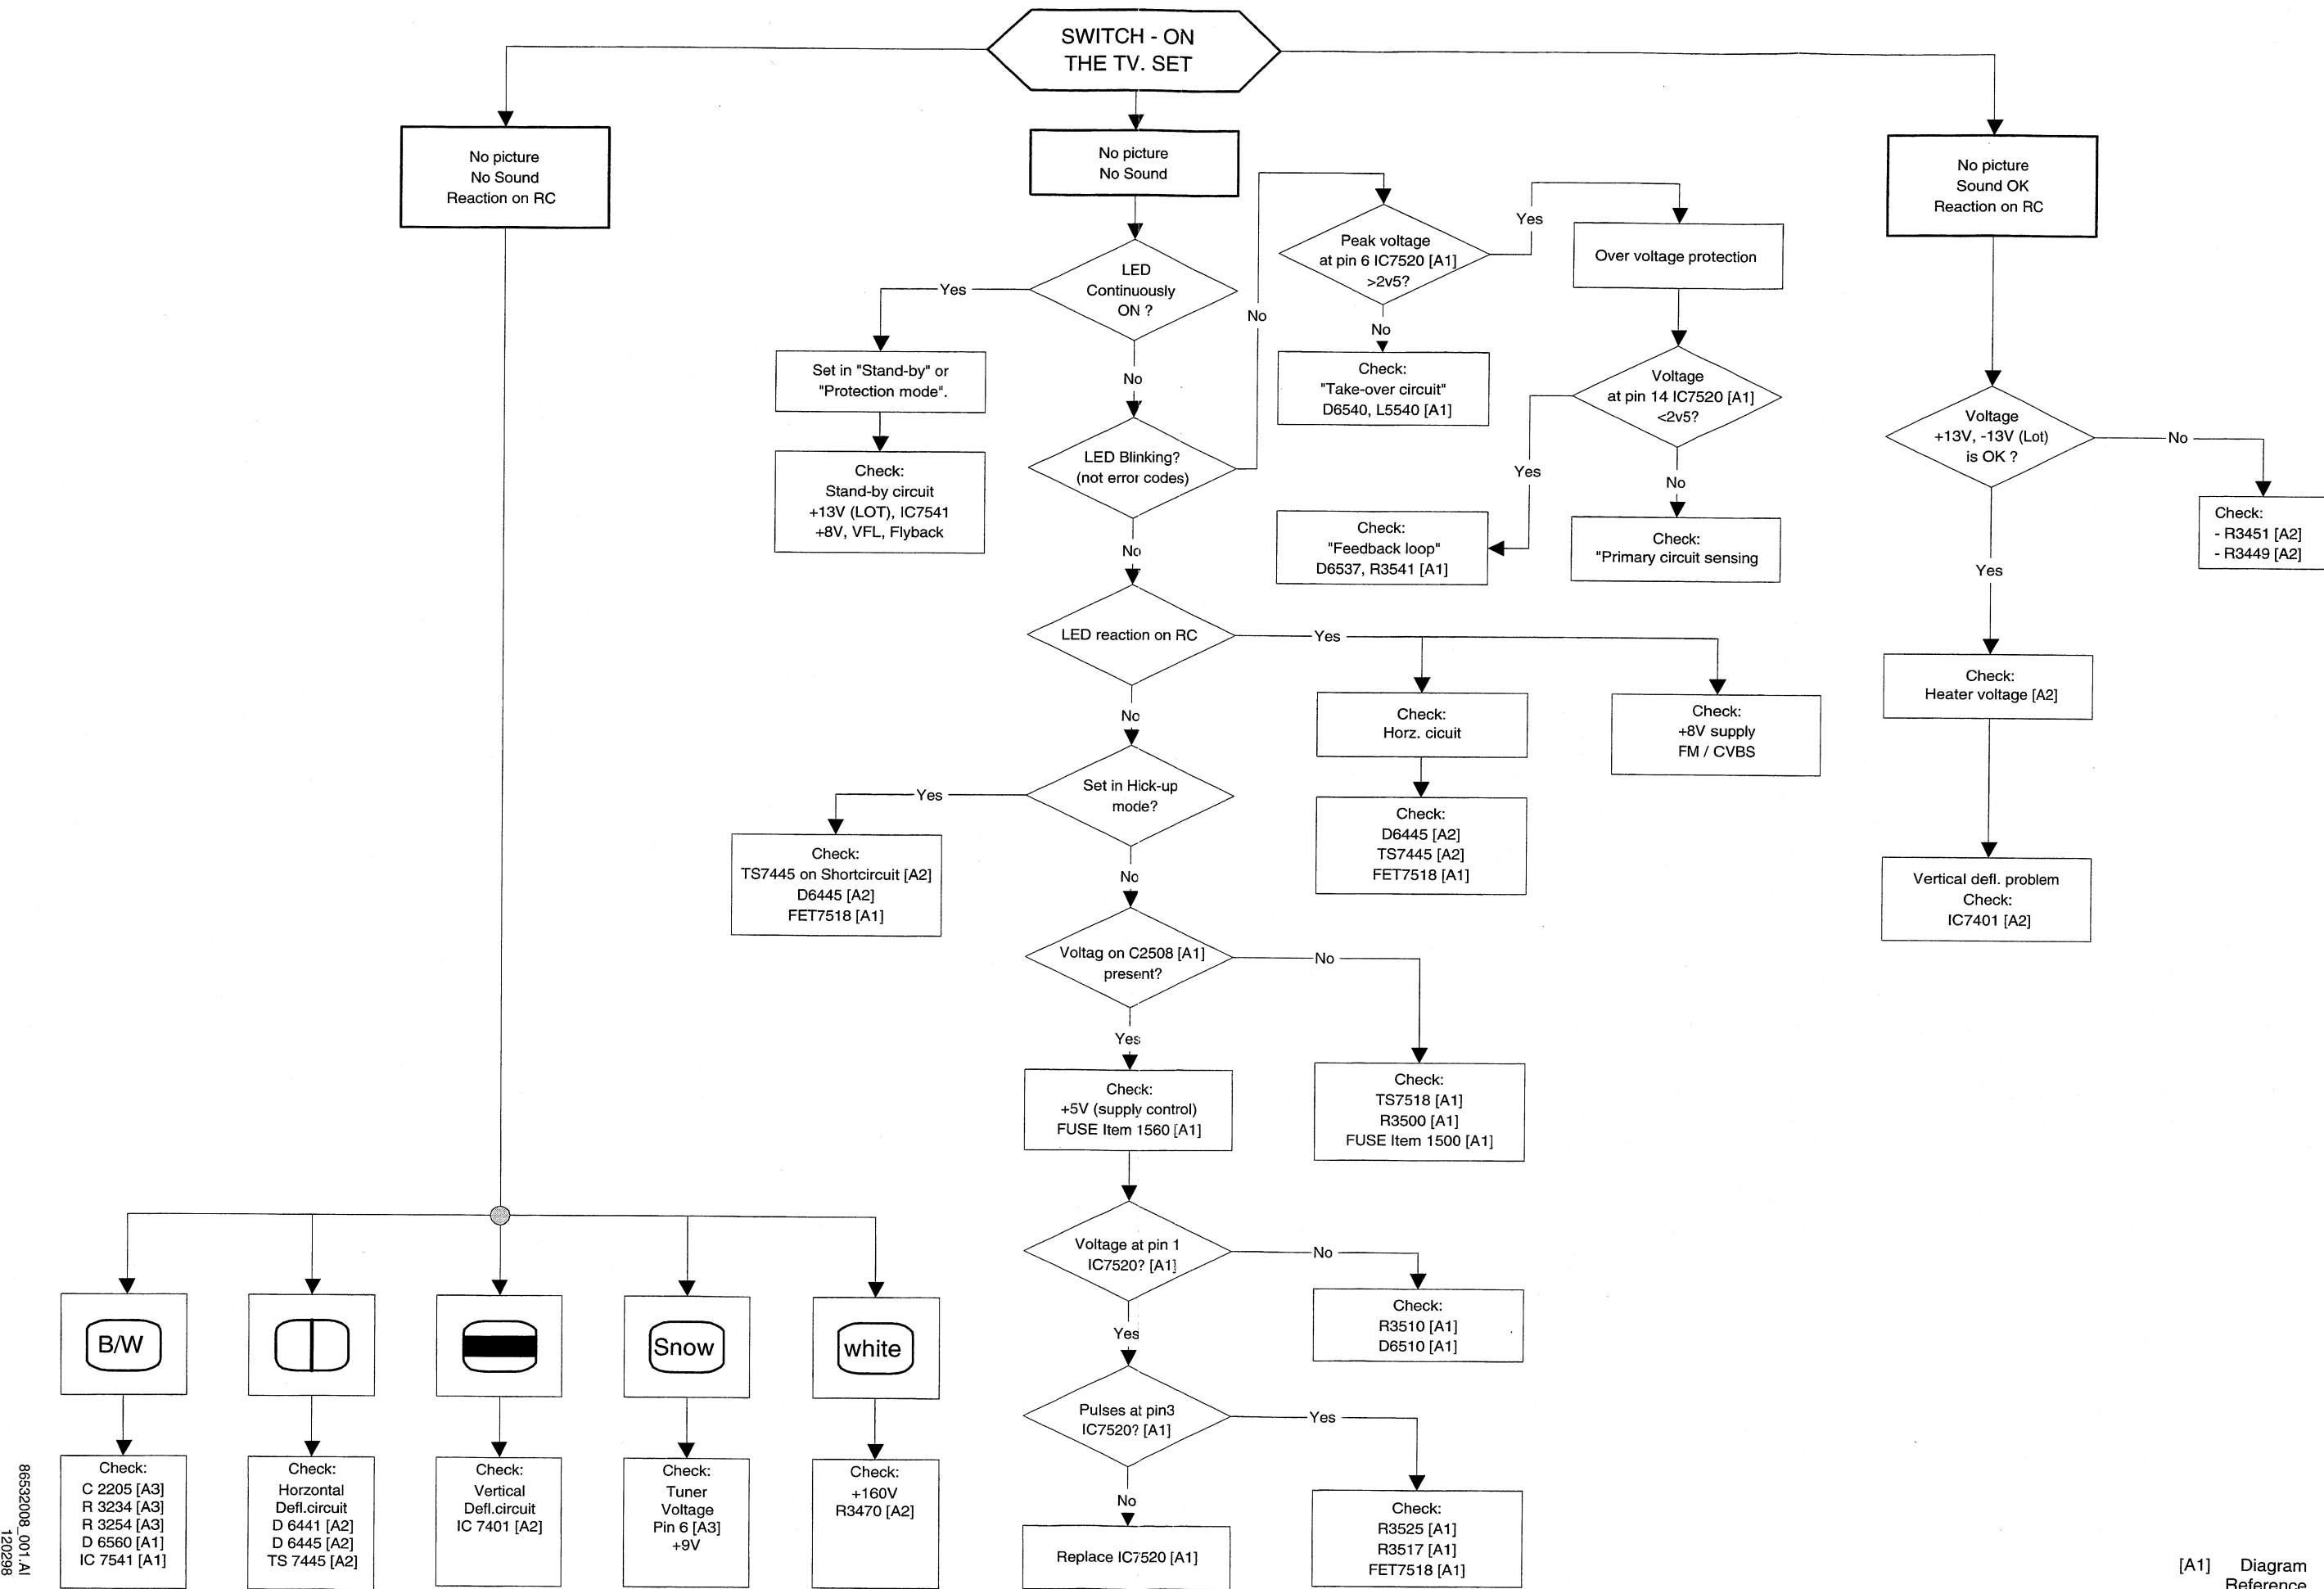 SWITCH - ON
THE TV. SET
No picture
No Sound
Reaction on RC
No picture
No Sound
No picture
Sound OK
Reaction on RC
LED
Continuously
ON ?
Yes
Set in "Stand-by" or
"Protection mode".
Check:
Stand-by circuit
+13V (LOT), IC7541
+8V, VFL, Flyback
No
LED Blinking?
(not error codes)
No
Peak voltage
at pin 6 IC7520 [A1]
>2v5?
Yes
Over voltage protection
No
Check:
"Take-over circuit"
D6540, L5540 [A1]
Voltage
at pin 14 IC7520 [A1]
<2v5?
Yes
Check:
"Feedback loop"
D6537, R3541 [A1]
No
Check:
"Primary circuit sensing
Voltage
+13V, -13V (Lot)
is OK ?
No
Check:
- R3451 [A2]
- R3449 [A2]
Yes
Check:
Heater voltage [A2]
Vertical defl. problem
Check:
IC7401 [A2]
No
LED reaction on RC
Yes
Check:
Horz. cicuit
Check:
D6445 [A2]
TS7445 [A2]
FET7518 [A1]
Check:
+8V supply
FM / CVBS
No
Set in Hick-up
mode?
Yes
Check:
TS7445 on Shortcircuit [A2]
D6445 [A2]
FET7518 [A1]
No
Voltag on C2508 [A1]
present?
No
Check:
TS7518 [A1]
R3500 [A1]
FUSE Item 1500 [A1]
Yes
Check:
+5V (supply control)
FUSE Item 1560 [A1]
Voltage at pin 1
IC7520? [A1]
No
Check:
R3510 [A1]
D6510 [A1]
Yes
Pulses at pin3
IC7520? [A1]
Yes
Check:
R3525 [A1]
R3517 [A1]
FET7518 [A1]
No
Replace IC7520 [A1]
B/W
Snow
white
Check:
C 2205 [A3]
R 3234 [A3]
R 3254 [A3]
D 6560 [A1]
IC 7541 [A1]
Check:
Horzontal
Defl.circuit
D 6441 [A2]
D 6445 [A2]
TS 7445 [A2]
Check:
Vertical
Defl.circuit
IC 7401 [A2]
Check:
Tuner
Voltage
Pin 6 [A3]
+9V
Check:
+160V
R3470 [A2]
86532008_001.AI
120298
[A1] Diagram
Reference